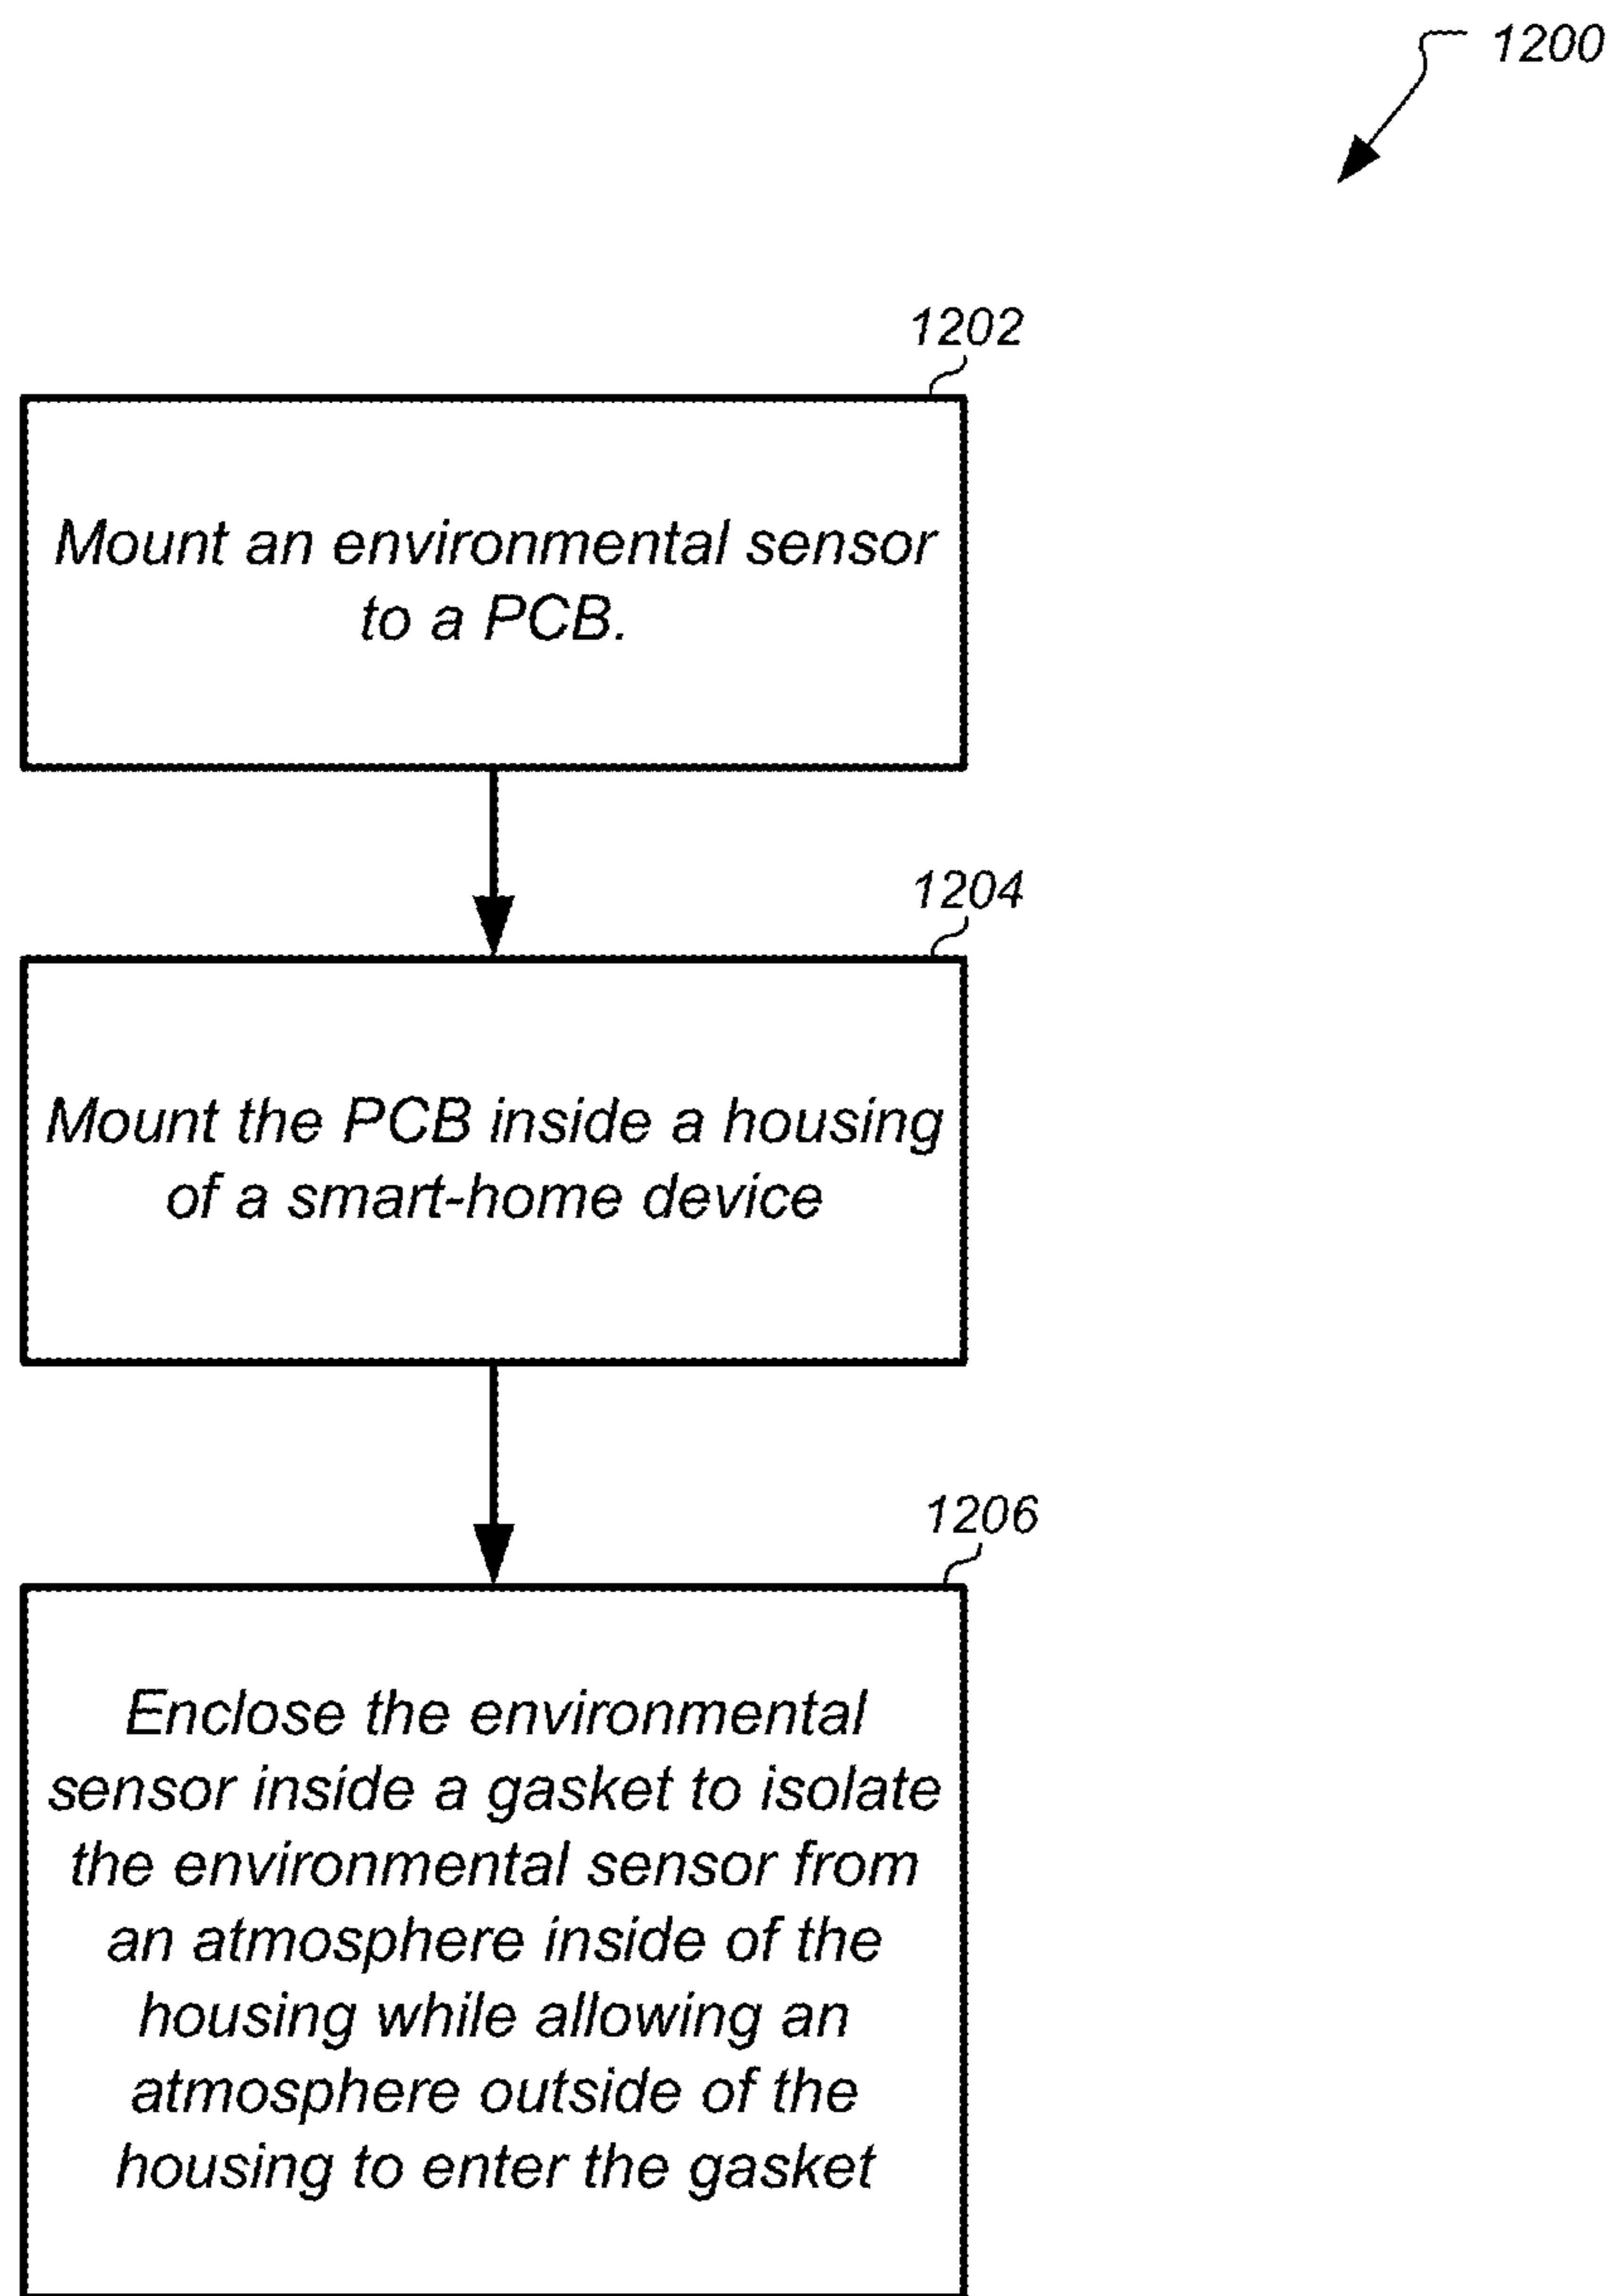 1200
1202
Mount an environmental sensor
to a PCB.
1204
Mount the PCB inside a housing
of a smart-home device
1206
Enclose the environmental
sensor inside a gasket to isolate
the environmental sensor from
an atmosphere inside of the
housing while allowing an
atmosphere outside of the
housing to enter the gasket